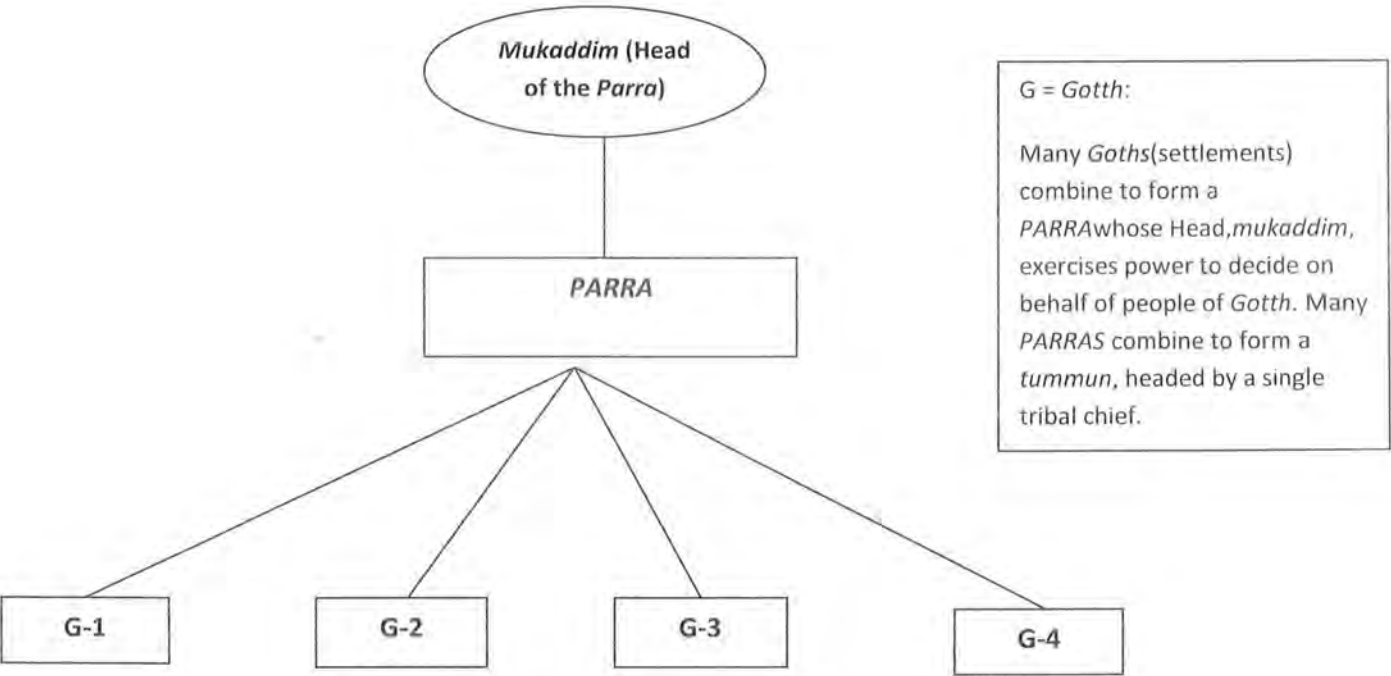 Mukaddim (Head
of the Parra)
PARRA
G-1
G-2
G-3
G-4
G = Gotth:
Many Goths(settlements)
combine to form a
PARRAwhose Head,mukaddim,
exercises power to decide on
behalf of people of Gotth. Many
PARRAS combine to form a
tummun, headed by a single
tribal chief.